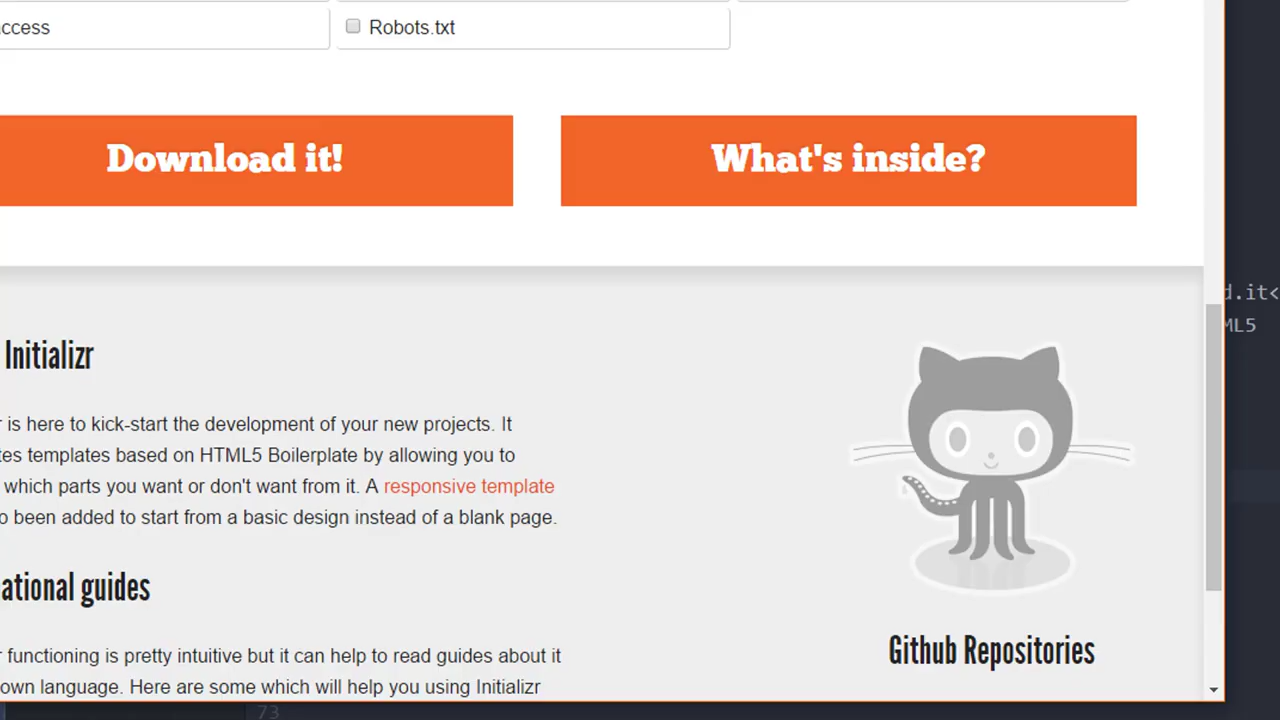 ccess
Robots.txt
Download it!
What's inside?
d.it<
ML5
Initializr
r is here to kick-start the development of your new projects. It
tes templates based on HTML5 Boilerplate by allowing you to
which parts you want or don't want from it. A responsive template
o been added to start from a basic design instead of a blank page.
ational guides
r functioning is pretty intuitive but it can help to read guides about it
own language. Here are some which will help you using Initializr
Github Repositories
73